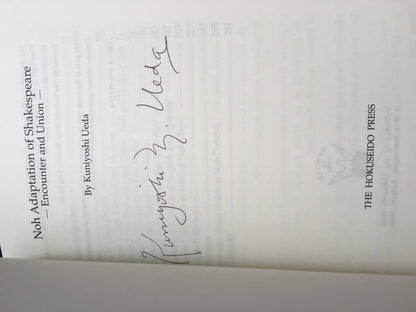 Noh Adaptation of Shakespeare
— Encounter and Union —
By Kuniyoshi Ueda
Kuniyoshi M. Ueda
THE HOKUSEIDO PRESS